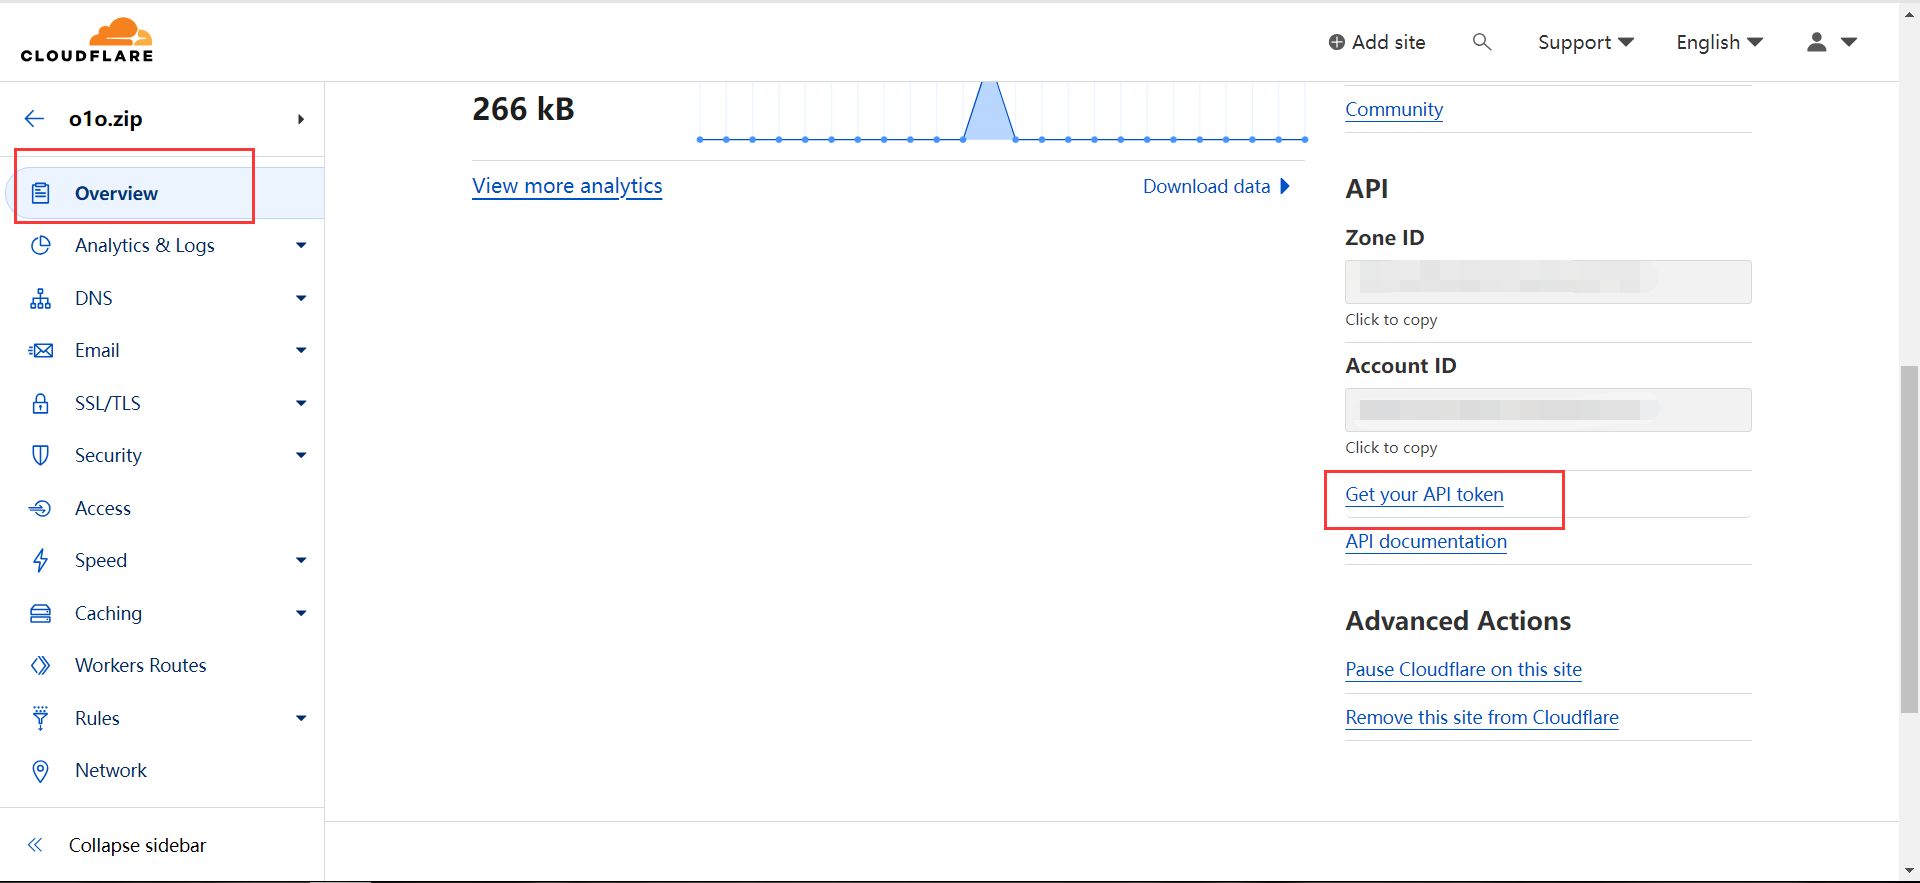 CLOUDFLARE
Add site
Support
English
o1o.zip
Overview
Analytics & Logs
DNS
Email
SSL/TLS
Security
Access
Speed
Caching
Workers Routes
Rules
Network
Collapse sidebar
266 kB
View more analytics
Download data
Community
API
Zone ID
Click to copy
Account ID
Click to copy
Get your API token
API documentation
Advanced Actions
Pause Cloudflare on this site
Remove this site from Cloudflare